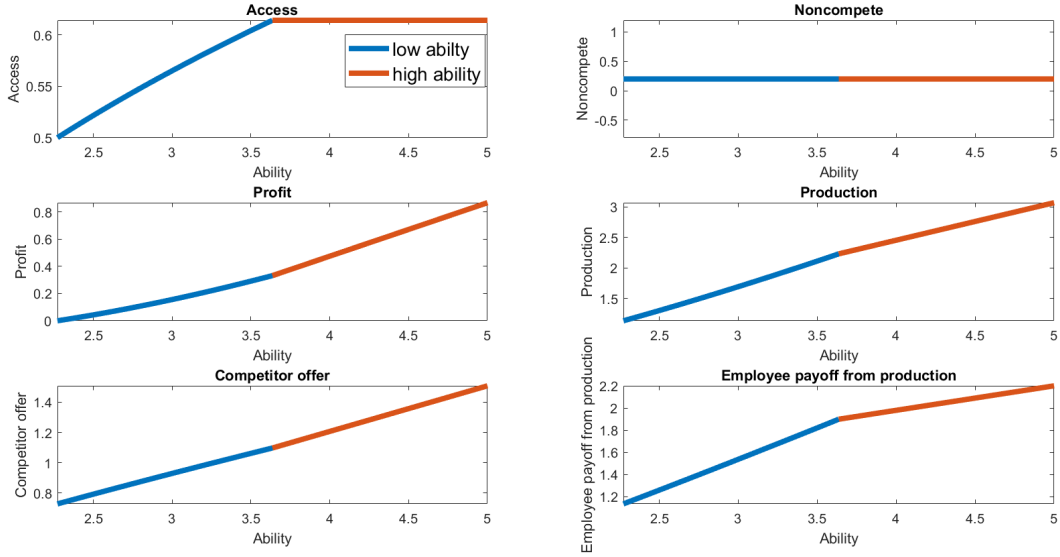 Access
Access
0.6
0.55
0.5
low abilty
high ability
2.5 3 3.5 4 4.5 5
Ability
Noncompete
Noncompete
1
0.5
0
-0.5
2.5 3 3.5 4 4.5 5
Ability
Profit
Profit
0.8
0.6
0.4
0.2
0
2.5 3 3.5 4 4.5 5
Ability
Production
Production
3
2.5
2
1.5
2.5 3 3.5 4 4.5 5
Ability
Competitor offer
Competitor offer
1.4
1.2
1
0.8
2.5 3 3.5 4 4.5 5
Ability
Employee payoff from production
Employee payoff from production
2.2
2
1.8
1.6
1.4
1.2
2.5 3 3.5 4 4.5 5
Ability